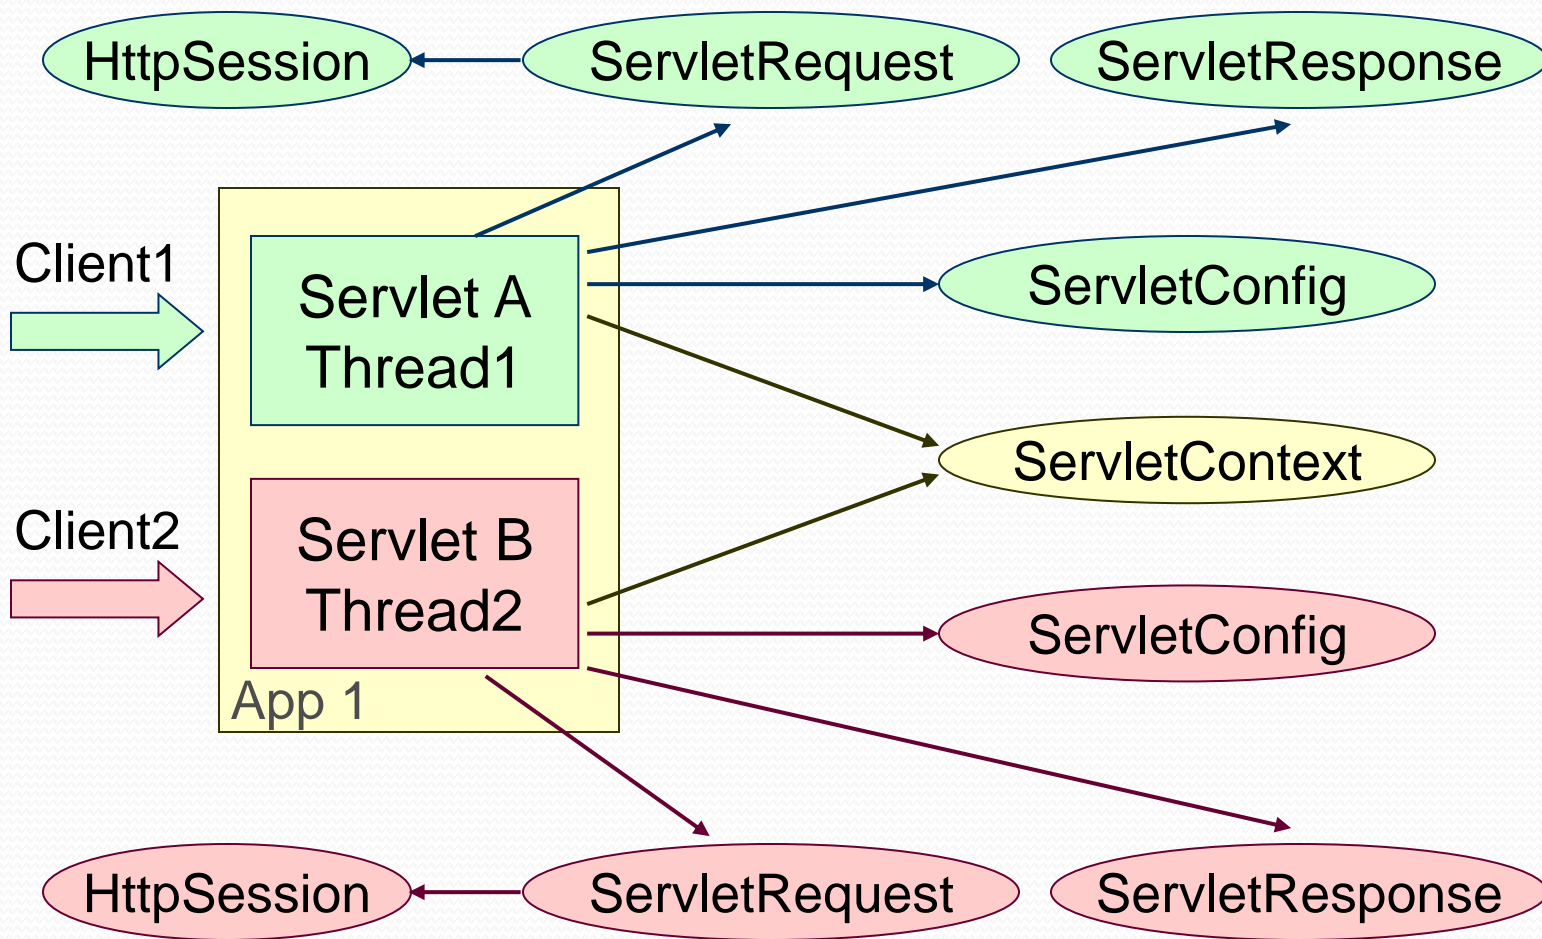 HttpSession
ServletRequest
ServletResponse
Client1
Servlet A
Thread1
ServletConfig
ServletContext
Client2
Servlet B
Thread2
ServletConfig
App 1
HttpSession
ServletRequest
ServletResponse